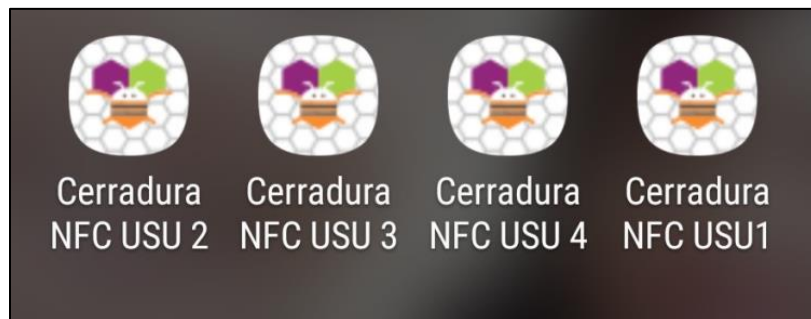 Cerradura
NFC USU 2
Cerradura
NFC USU 3
Cerradura
NFC USU 4
Cerradura
NFC USU1